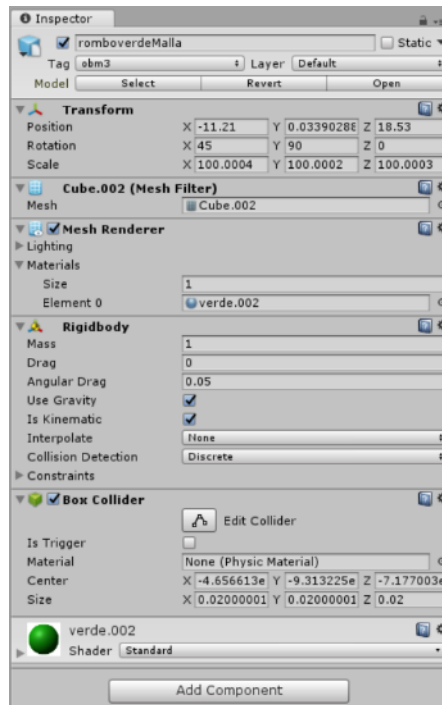 Inspector
romboverdeMalla Static
Tag obm3 Layer Default
Model Select Revert Open
Transform
Position X -11.21 Y 0.03390288 Z 18.53
Rotation X 45 Y 90 Z 0
Scale X 100.0004 Y 100.0002 Z 100.0003
Cube.002 (Mesh Filter)
Mesh Cube.002
Mesh Renderer
Lighting
Materials
Size 1
Element 0 verde.002
Rigidbody
Mass 1
Drag 0
Angular Drag 0.05
Use Gravity
Is Kinematic
Interpolate None
Collision Detection Discrete
Constraints
Box Collider
Edit Collider
Is Trigger
Material None (Physic Material)
Center X -4.656613e Y -9.313225e Z -7.177003e
Size X 0.02000001 Y 0.02000001 Z 0.02
verde.002
Shader Standard
Add Component